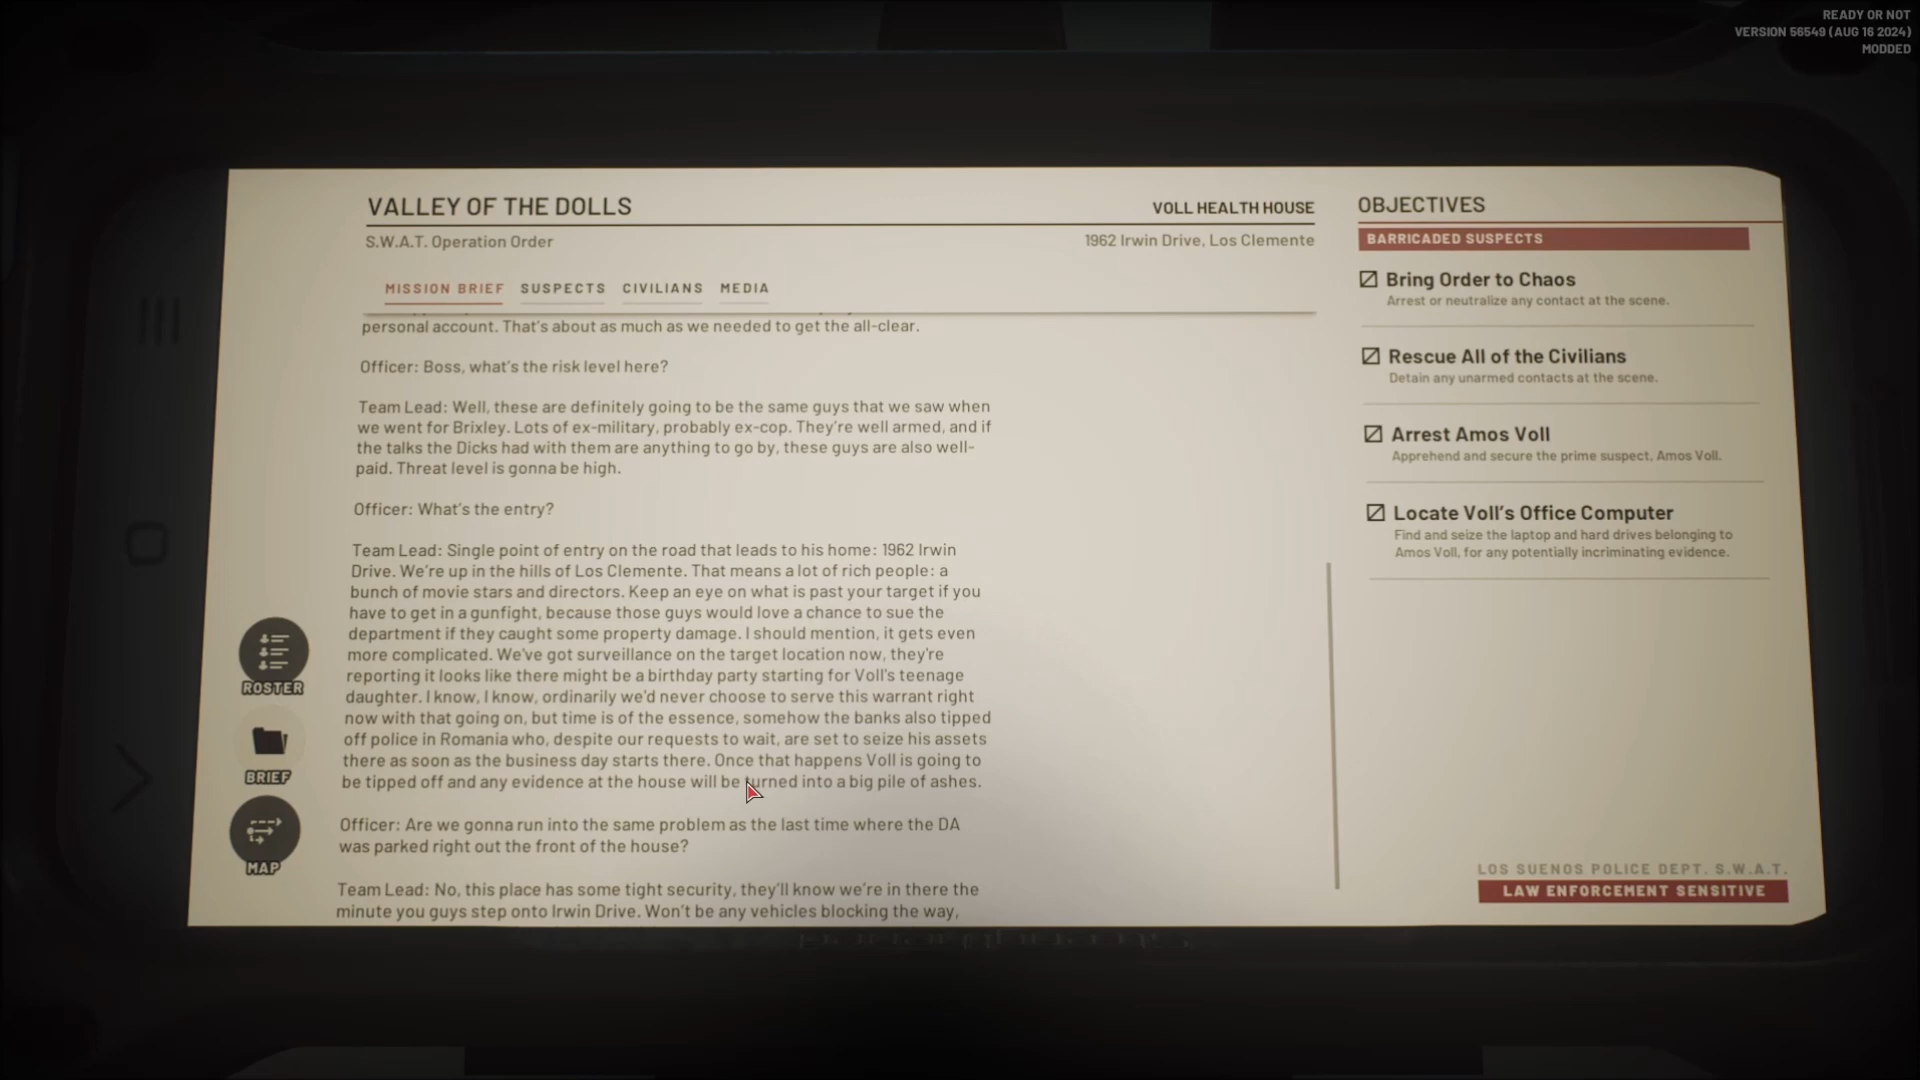 READY OR NOT
VERSION 56549 (AUG 16 2024)
MODDED
VALLEY OF THE DOLLS
VOLL HEALTH HOUSE
S.W.A.T. Operation Order
1962 Irwin Drive, Los Clemente
MISSION BRIEF SUSPECTS CIVILIANS MEDIA
personal account. That's about as much as we needed to get the all-clear.
Officer: Boss, what's the risk level here?
Team Lead: Well, these are definitely going to be the same guys that we saw when
we went for Brixley. Lots of ex-military, probably ex-cop. They're well armed, and if
the talks the Dicks had with them are anything to go by, these guys are also well-
paid. Threat level is gonna be high.
Officer: What's the entry?
Team Lead: Single point of entry on the road that leads to his home: 1962 Irwin
Drive. We're up in the hills of Los Clemente. That means a lot of rich people: a
bunch of movie stars and directors. Keep an eye on what is past your target if you
have to get in a gunfight, because those guys would love a chance to sue the
department if they caught some property damage. I should mention, it gets even
more complicated. We've got surveillance on the target location now, they're
reporting it looks like there might be a birthday party starting for Voll's teenage
daughter. I know, I know, ordinarily we'd never choose to serve this warrant right
now with that going on, but time is of the essence, somehow the banks also tipped
off police in Romania who, despite our requests to wait, are set to seize his assets
there as soon as the business day starts there. Once that happens Voll is going to
be tipped off and any evidence at the house will be turned into a big pile of ashes.
Officer: Are we gonna run into the same problem as the last time where the DA
was parked right out the front of the house?
Team Lead: No, this place has some tight security, they'll know we're in there the
minute you guys step onto Irwin Drive. Won't be any vehicles blocking the way,
ROSTER
BRIEF
MAP
OBJECTIVES
BARRICADED SUSPECTS
Bring Order to Chaos
Arrest or neutralize any contact at the scene.
Rescue All of the Civilians
Detain any unarmed contacts at the scene.
Arrest Amos Voll
Apprehend and secure the prime suspect, Amos Voll.
Locate Voll's Office Computer
Find and seize the laptop and hard drives belonging to
Amos Voll, for any potentially incriminating evidence.
LOS SUENOS POLICE DEPT. S.W.A.T.
LAW ENFORCEMENT SENSITIVE